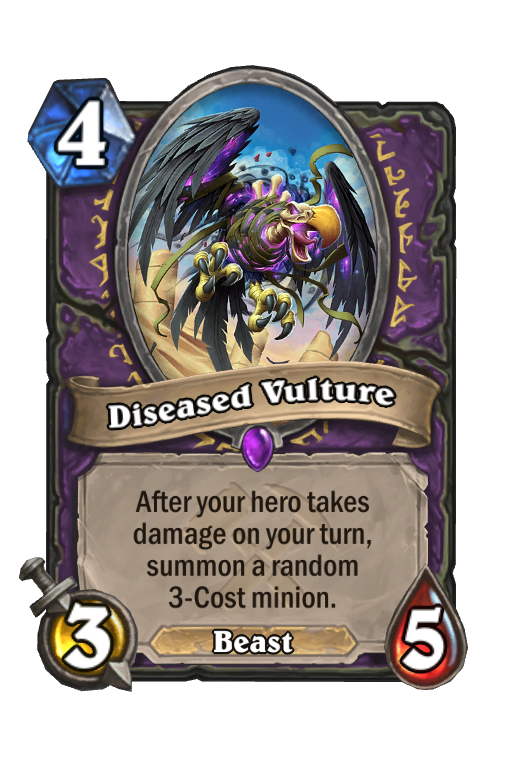 4
Diseased Vulture
After your hero takes
damage on your turn,
summon a random
3-Cost minion.
Beast
3
5